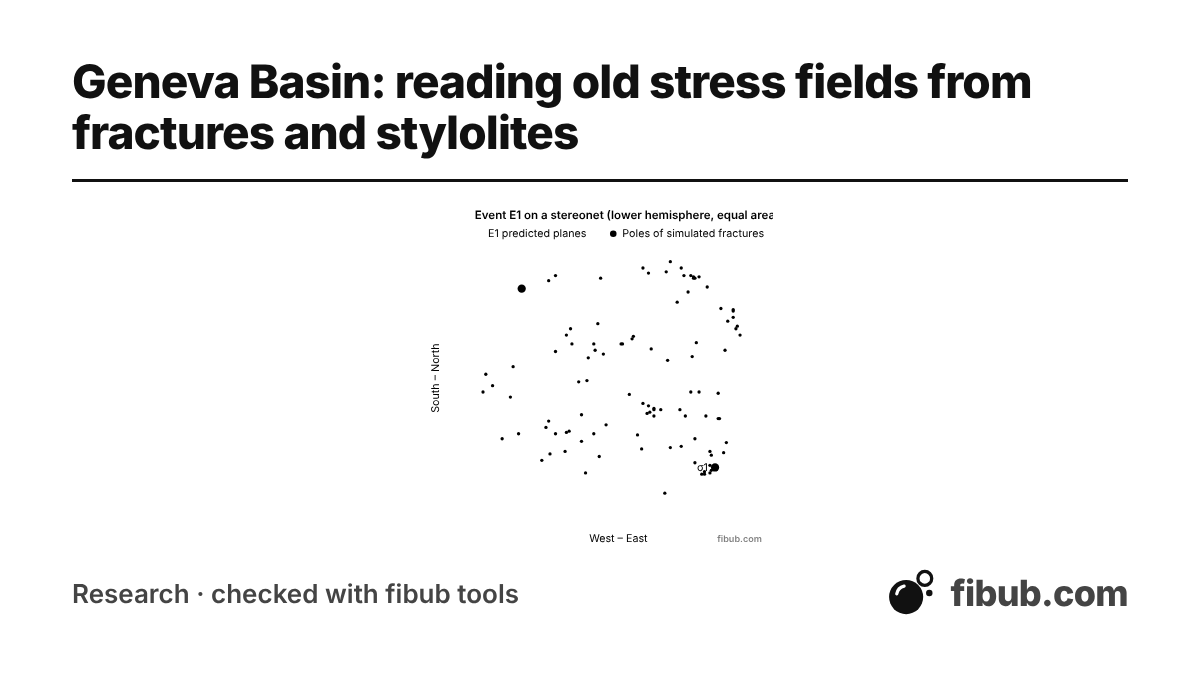 Geneva Basin: reading old stress fields from
fractures and stylolites
Event E1 on a stereonet (lower hemisphere, equal area
E1 predicted planes
Poles of simulated fractures
South – North
σ1
West – East
fibub.com
Research · checked with fibub tools
fibub.com